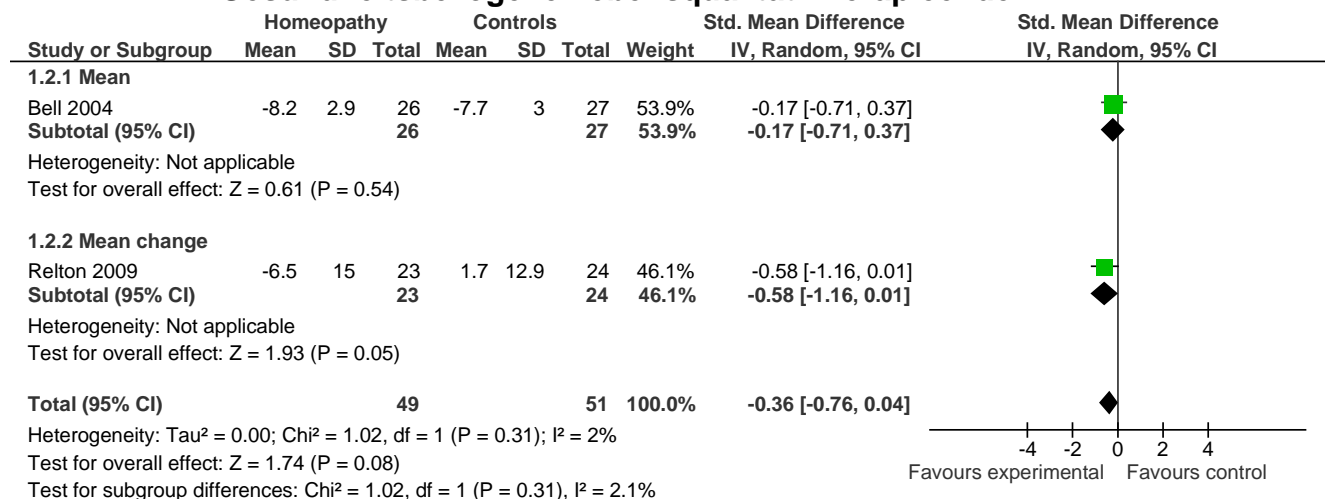 Homeopathy Controls Std. Mean Difference Std. Mean Difference
Study or Subgroup Mean SD Total Mean SD Total Weight IV, Random, 95% CI IV, Random, 95% CI
1.2.1 Mean
Bell 2004 -8.2 2.9 26 -7.7 3 27 53.9% -0.17 [-0.71, 0.37]
Subtotal (95% CI) 26 27 53.9% -0.17 [-0.71, 0.37]
Heterogeneity: Not applicable
Test for overall effect: Z = 0.61 (P = 0.54)
1.2.2 Mean change
Relton 2009 -6.5 15 23 1.7 12.9 24 46.1% -0.58 [-1.16, 0.01]
Subtotal (95% CI) 23 24 46.1% -0.58 [-1.16, 0.01]
Heterogeneity: Not applicable
Test for overall effect: Z = 1.93 (P = 0.05)
Total (95% CI) 49 51 100.0% -0.36 [-0.76, 0.04]
Heterogeneity: Tau² = 0.00; Chi² = 1.02, df = 1 (P = 0.31); I² = 2%
Test for overall effect: Z = 1.74 (P = 0.08)
Test for subgroup differences: Chi² = 1.02, df = 1 (P = 0.31), I² = 2.1%
-4 -2 0 2 4
Favours experimental Favours control